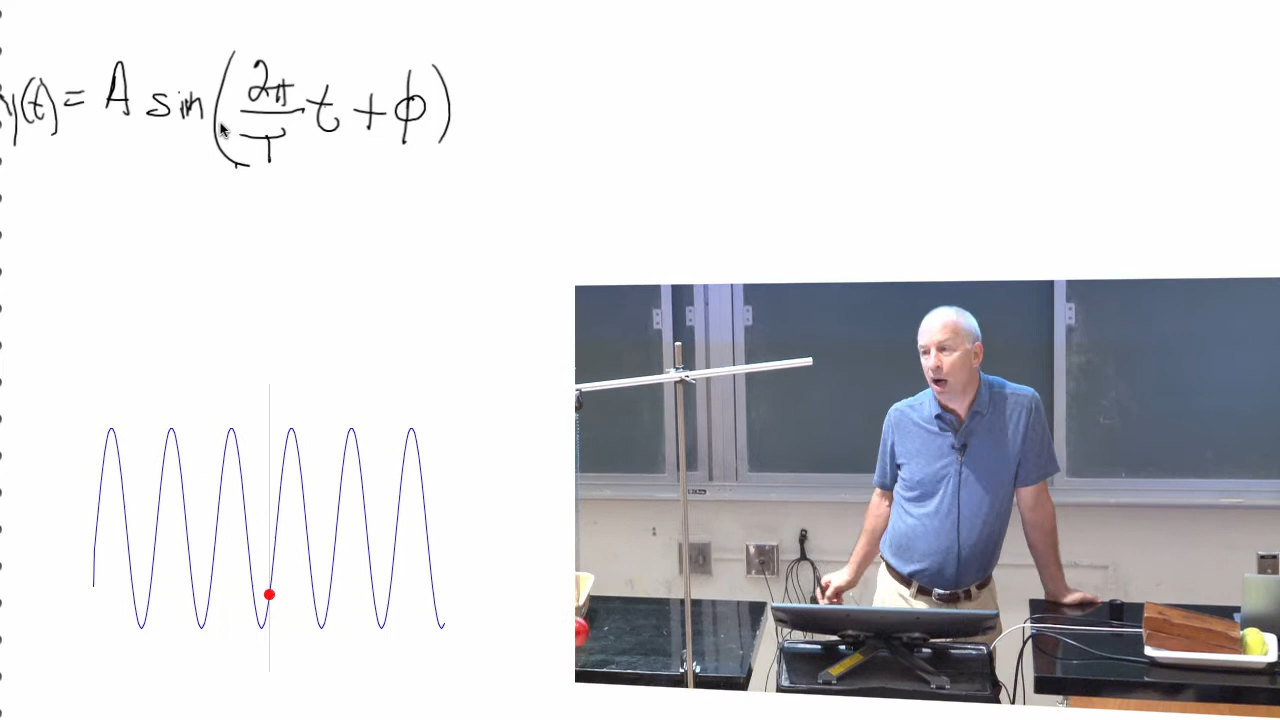 y(t) = A sin(2π/T t + ϕ)